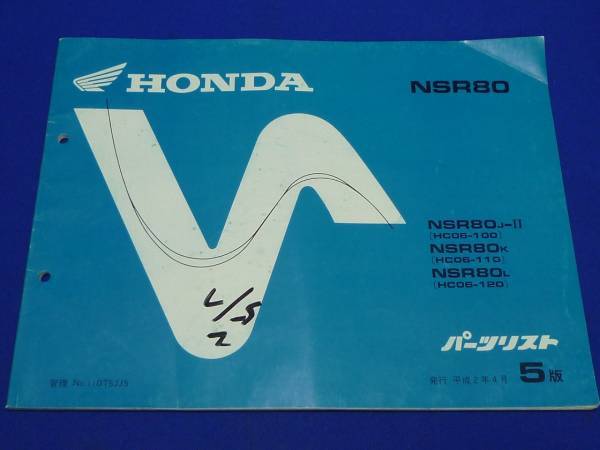 HONDA
NSR80
NSR80J-II
(HC06-100)
NSR80K
(HC06-110)
NSR80L
(HC06-120)
パーツリスト
発行 平成2年4月 5版